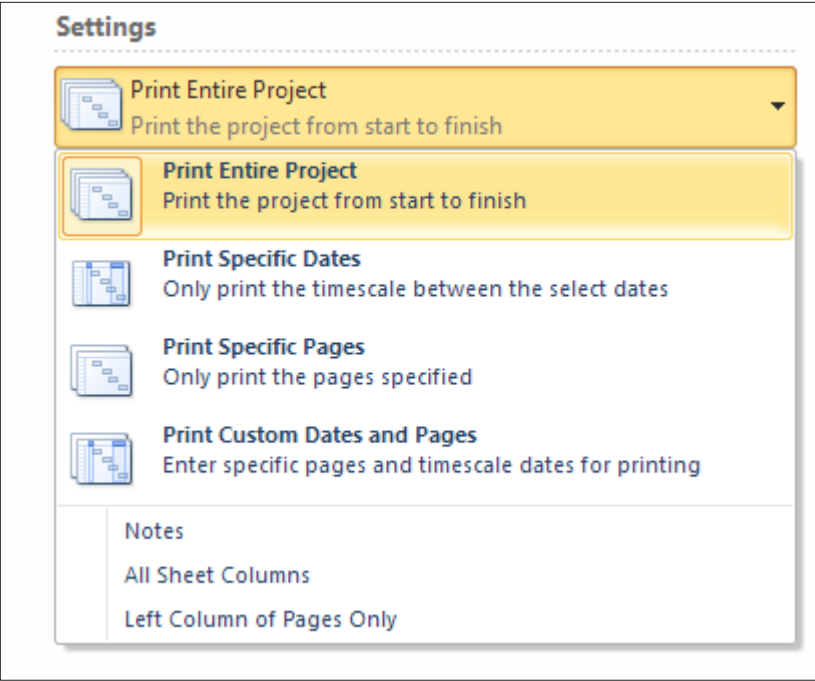 Settings
Print Entire Project
Print the project from start to finish
Print Entire Project
Print the project from start to finish
Print Specific Dates
Only print the timescale between the select dates
Print Specific Pages
Only print the pages specified
Print Custom Dates and Pages
Enter specific pages and timescale dates for printing
Notes
All Sheet Columns
Left Column of Pages Only